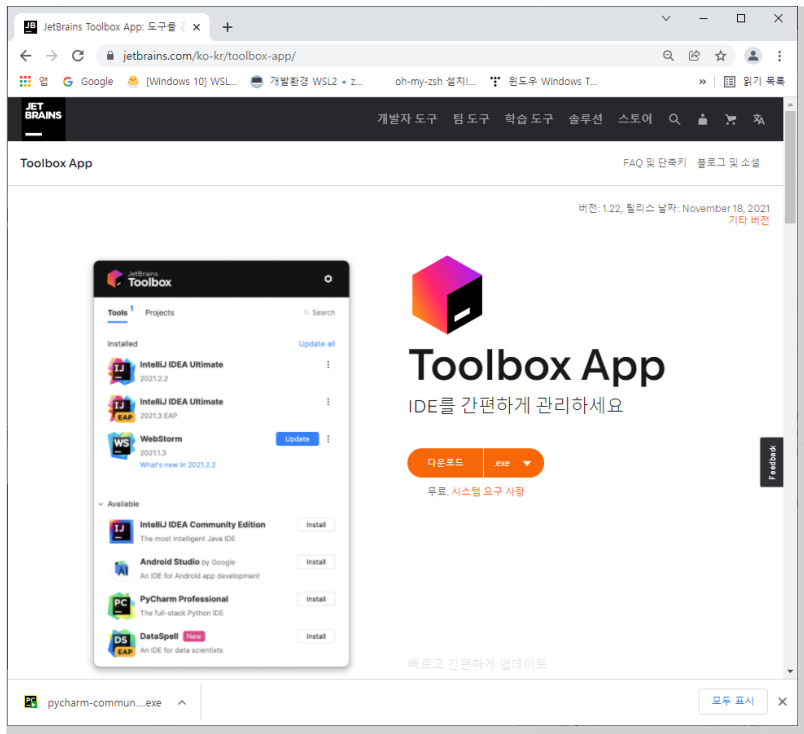 JetBrains Toolbox App: 도구를
jetbrains.com/ko-kr/toolbox-app/
앱 Google [Windows 10] WSL... 개발환경 WSL2 + z... oh-my-zsh 설치!... 윈도우 Windows T... » 읽기 목록
JET
BRAINS
개발자 도구 팀 도구 학습 도구 솔루션 스토어
Toolbox App
FAQ 및 단축키 블로그 및 소셜
버전: 1.22, 릴리스 날짜: November 18, 2021
기타 버전
JetBrains
Toolbox
Tools 1 Projects Search
Installed Update all
IJ IntelliJ IDEA Ultimate
2021.2.2
IJ EAP IntelliJ IDEA Ultimate
2021.3 EAP
WS WebStorm Update
2021.1.3
What's new in 2021.2.2
Available
IJ IntelliJ IDEA Community Edition Install
The most intelligent Java IDE
Android Studio by Google Install
An IDE for Android app development
PC PyCharm Professional Install
The full-stack Python IDE
DS EAP DataSpell New Install
An IDE for data scientists
Toolbox App
IDE를 간편하게 관리하세요
다운로드 .exe
무료. 시스템 요구 사항
Feedback
빠르고 간편하게 업데이트
pycharm-commun....exe 모두 표시